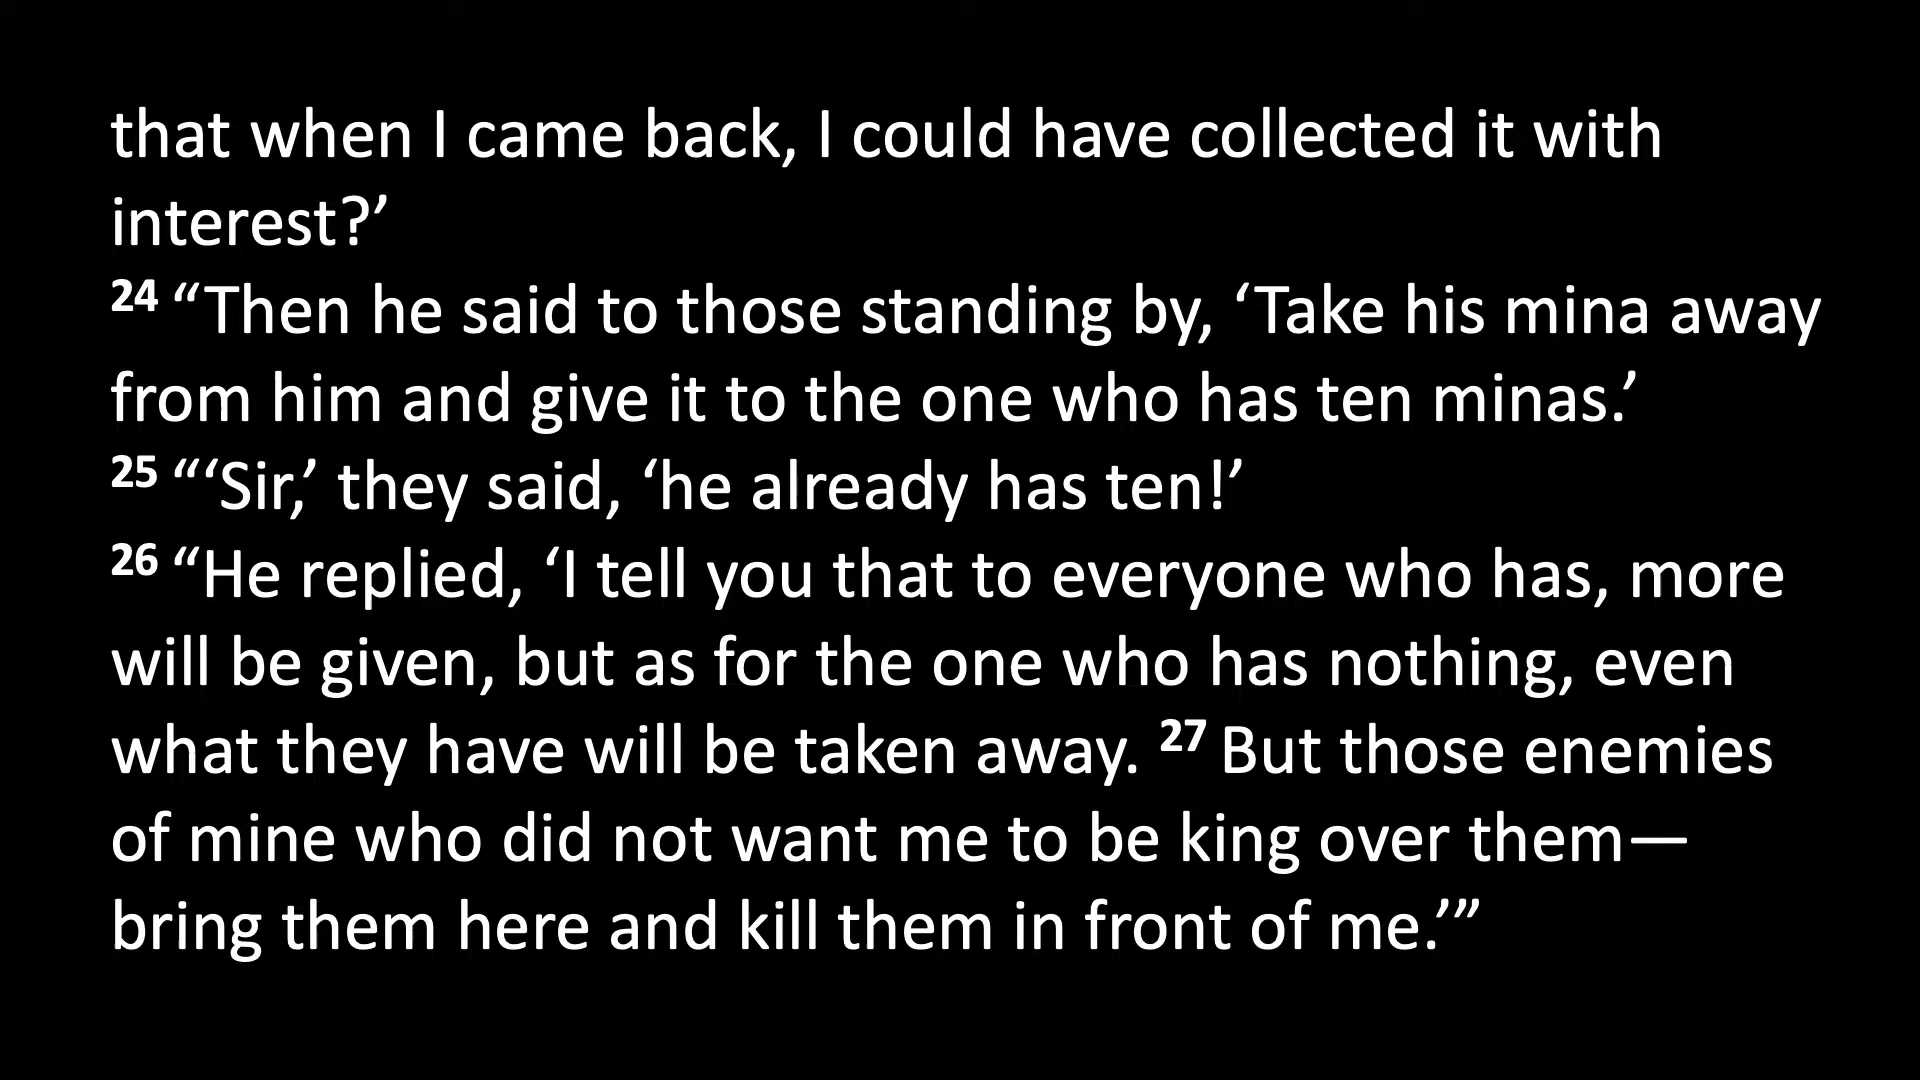 that when I came back, I could have collected it with
interest?’
24 “Then he said to those standing by, ‘Take his mina away
from him and give it to the one who has ten minas.’
25 “‘Sir,’ they said, ‘he already has ten!’
26 “He replied, ‘I tell you that to everyone who has, more
will be given, but as for the one who has nothing, even
what they have will be taken away. 27 But those enemies
of mine who did not want me to be king over them—
bring them here and kill them in front of me.’”